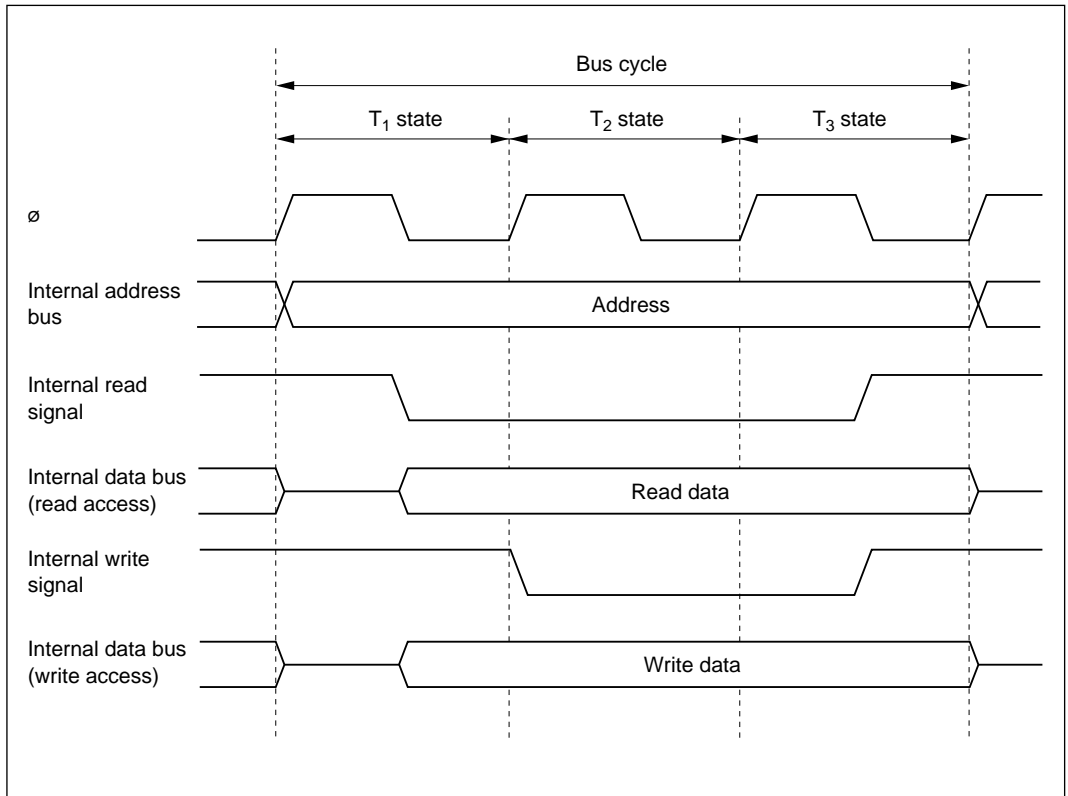 Bus cycle
T₁ state T₂ state T₃ state
ø
Internal address
bus
Address
Internal read
signal
Internal data bus
(read access)
Read data
Internal write
signal
Internal data bus
(write access)
Write data